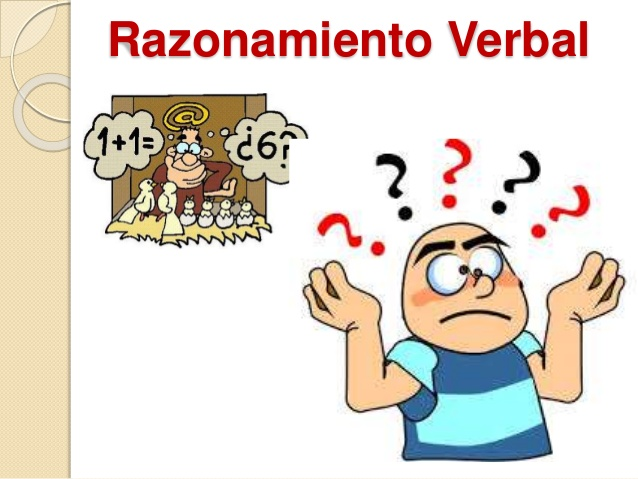 Razonamiento Verbal
@
1+1=
¿6?
? ? ? ?